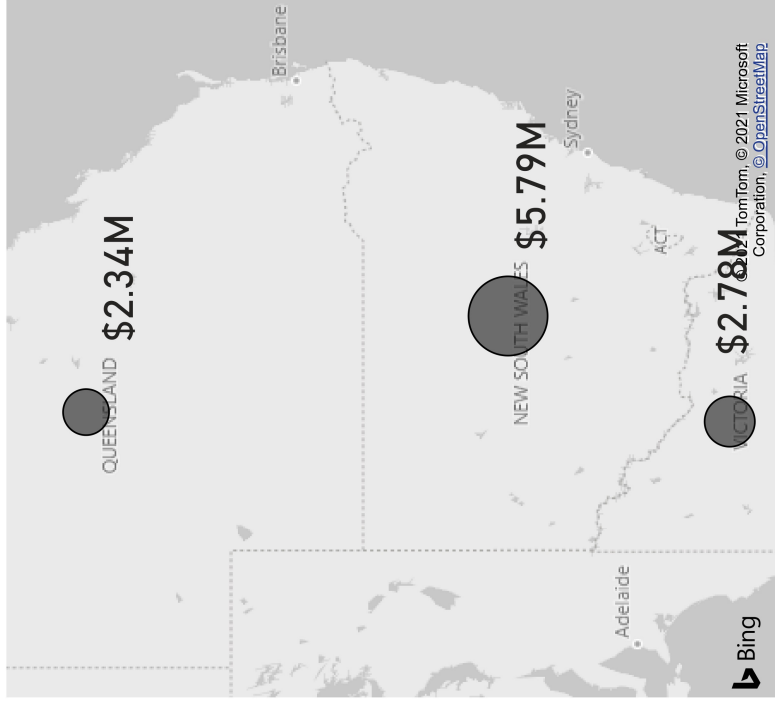 QUEENSLAND
$2.34M
Brisbane
NEW SOUTH WALES
$5.79M
Sydney
ACT
Adelaide
VICTORIA
$2.78M
Bing
© 2021 TomTom, © 2021 Microsoft
Corporation, © OpenStreetMap